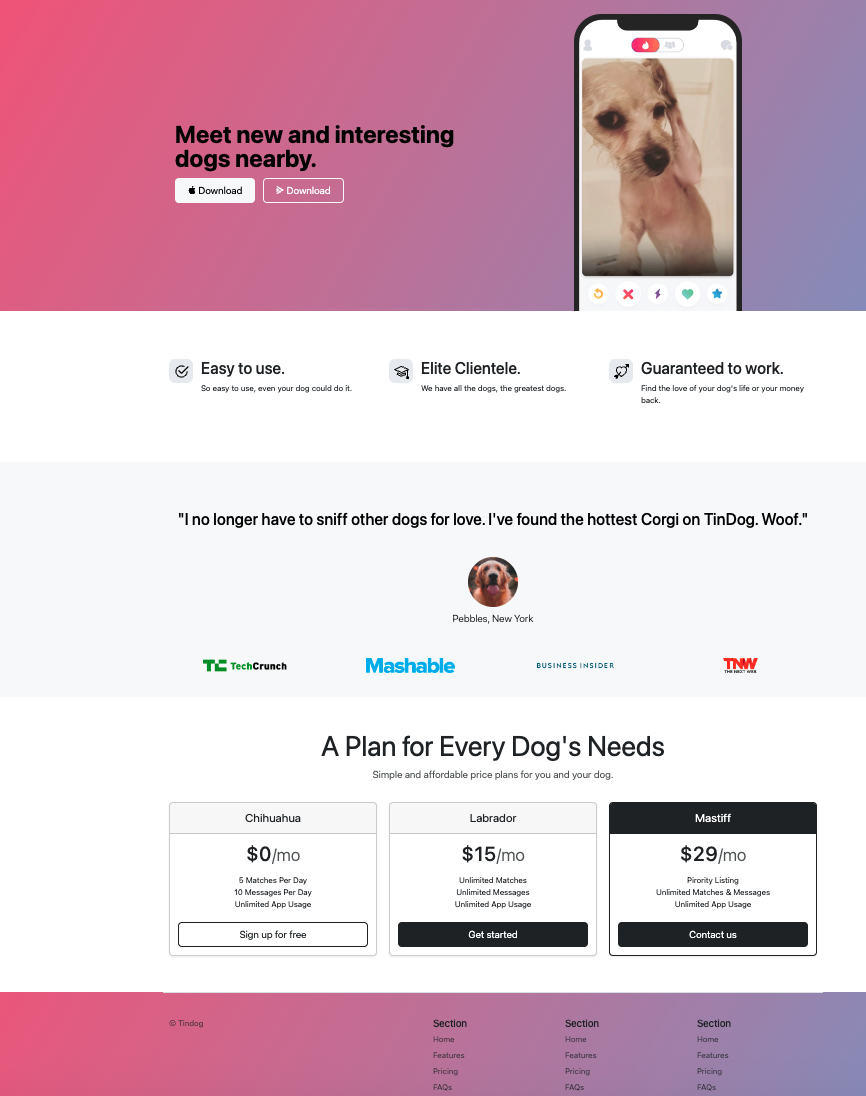 Meet new and interesting
dogs nearby.
Download
Download
Easy to use.
So easy to use, even your dog could do it.
Elite Clientele.
We have all the dogs, the greatest dogs.
Guaranteed to work.
Find the love of your dog's life or your money
back.
"I no longer have to sniff other dogs for love. I've found the hottest Corgi on TinDog. Woof."
Pebbles, New York
TC TechCrunch
Mashable
BUSINESS INSIDER
TNW
THE NEXT WEB
A Plan for Every Dog's Needs
Simple and affordable price plans for you and your dog.
Chihuahua
$0/mo
5 Matches Per Day
10 Messages Per Day
Unlimited App Usage
Sign up for free
Labrador
$15/mo
Unlimited Matches
Unlimited Messages
Unlimited App Usage
Get started
Mastiff
$29/mo
Pirority Listing
Unlimited Matches & Messages
Unlimited App Usage
Contact us
© Tindog
Section
Home
Features
Pricing
FAQs
Section
Home
Features
Pricing
FAQs
Section
Home
Features
Pricing
FAQs